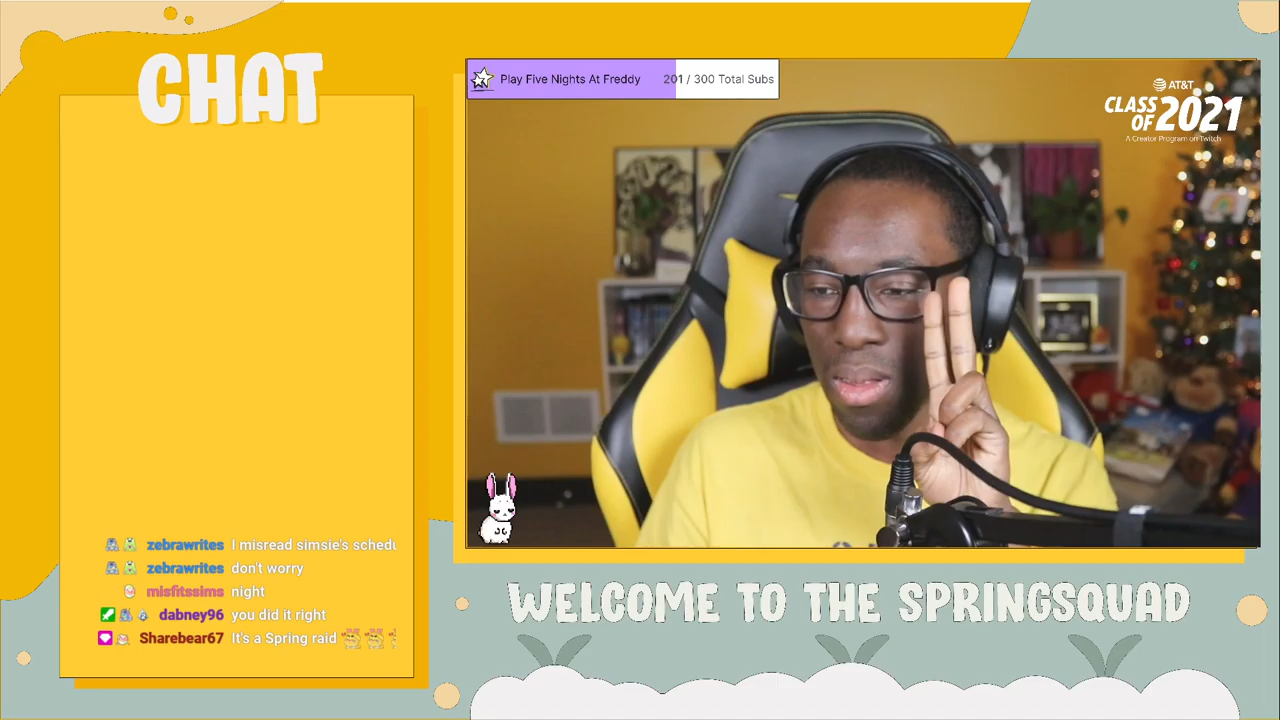 CHAT
zebrawrites I misread simsie's schedu
zebrawrites don't worry
misfitssims night
dabney96 you did it right
Sharebear67 It's a Spring raid
Play Five Nights At Freddy 201 / 300 Total Subs
AT&T
CLASS
OF 2021
A Creator Program on Twitch
WELCOME TO THE SPRINGSQUAD